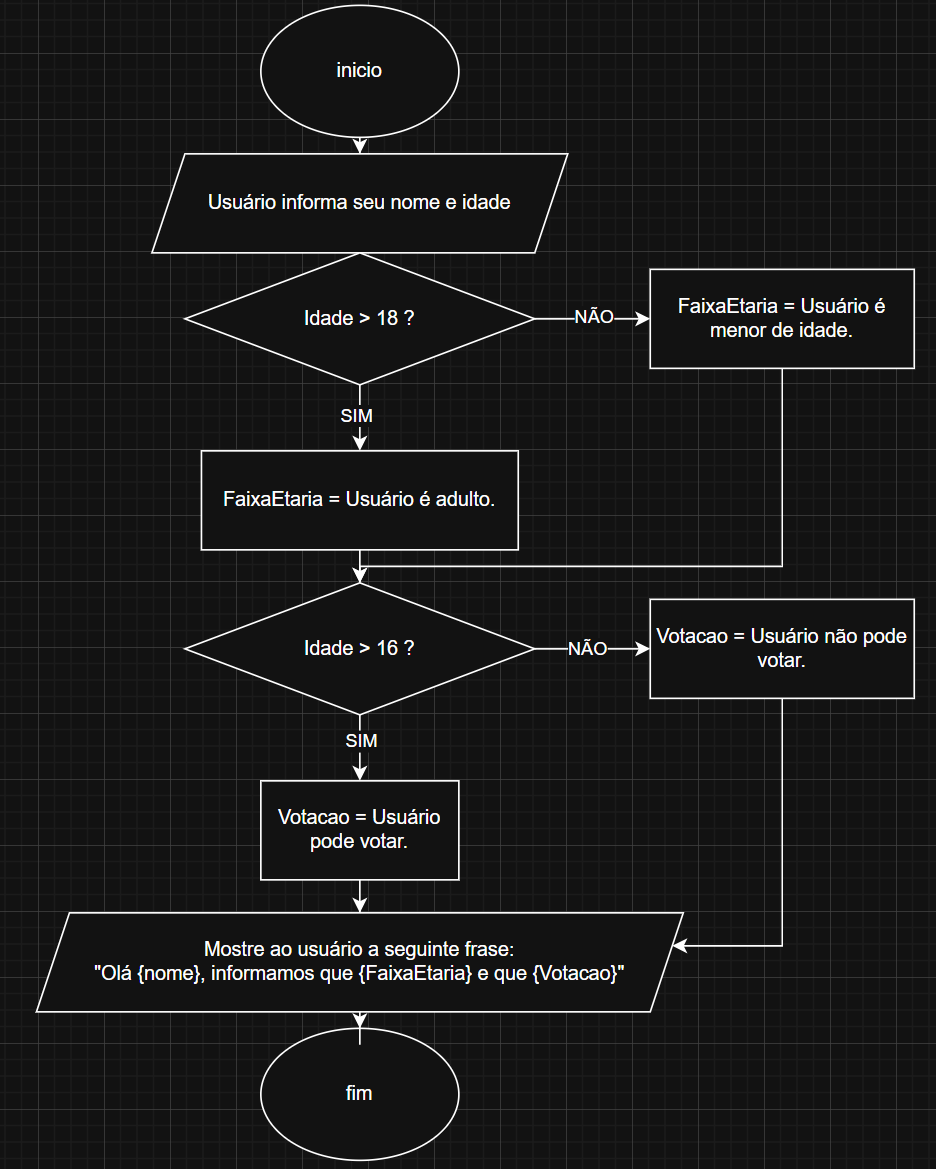 inicio
Usuário informa seu nome e idade
Idade > 18 ?
NÃO
FaixaEtaria = Usuário é
menor de idade.
SIM
FaixaEtaria = Usuário é adulto.
Idade > 16 ?
NÃO
Votacao = Usuário não pode
votar.
SIM
Votacao = Usuário
pode votar.
Mostre ao usuário a seguinte frase:
"Olá {nome}, informamos que {FaixaEtaria} e que {Votacao}"
fim